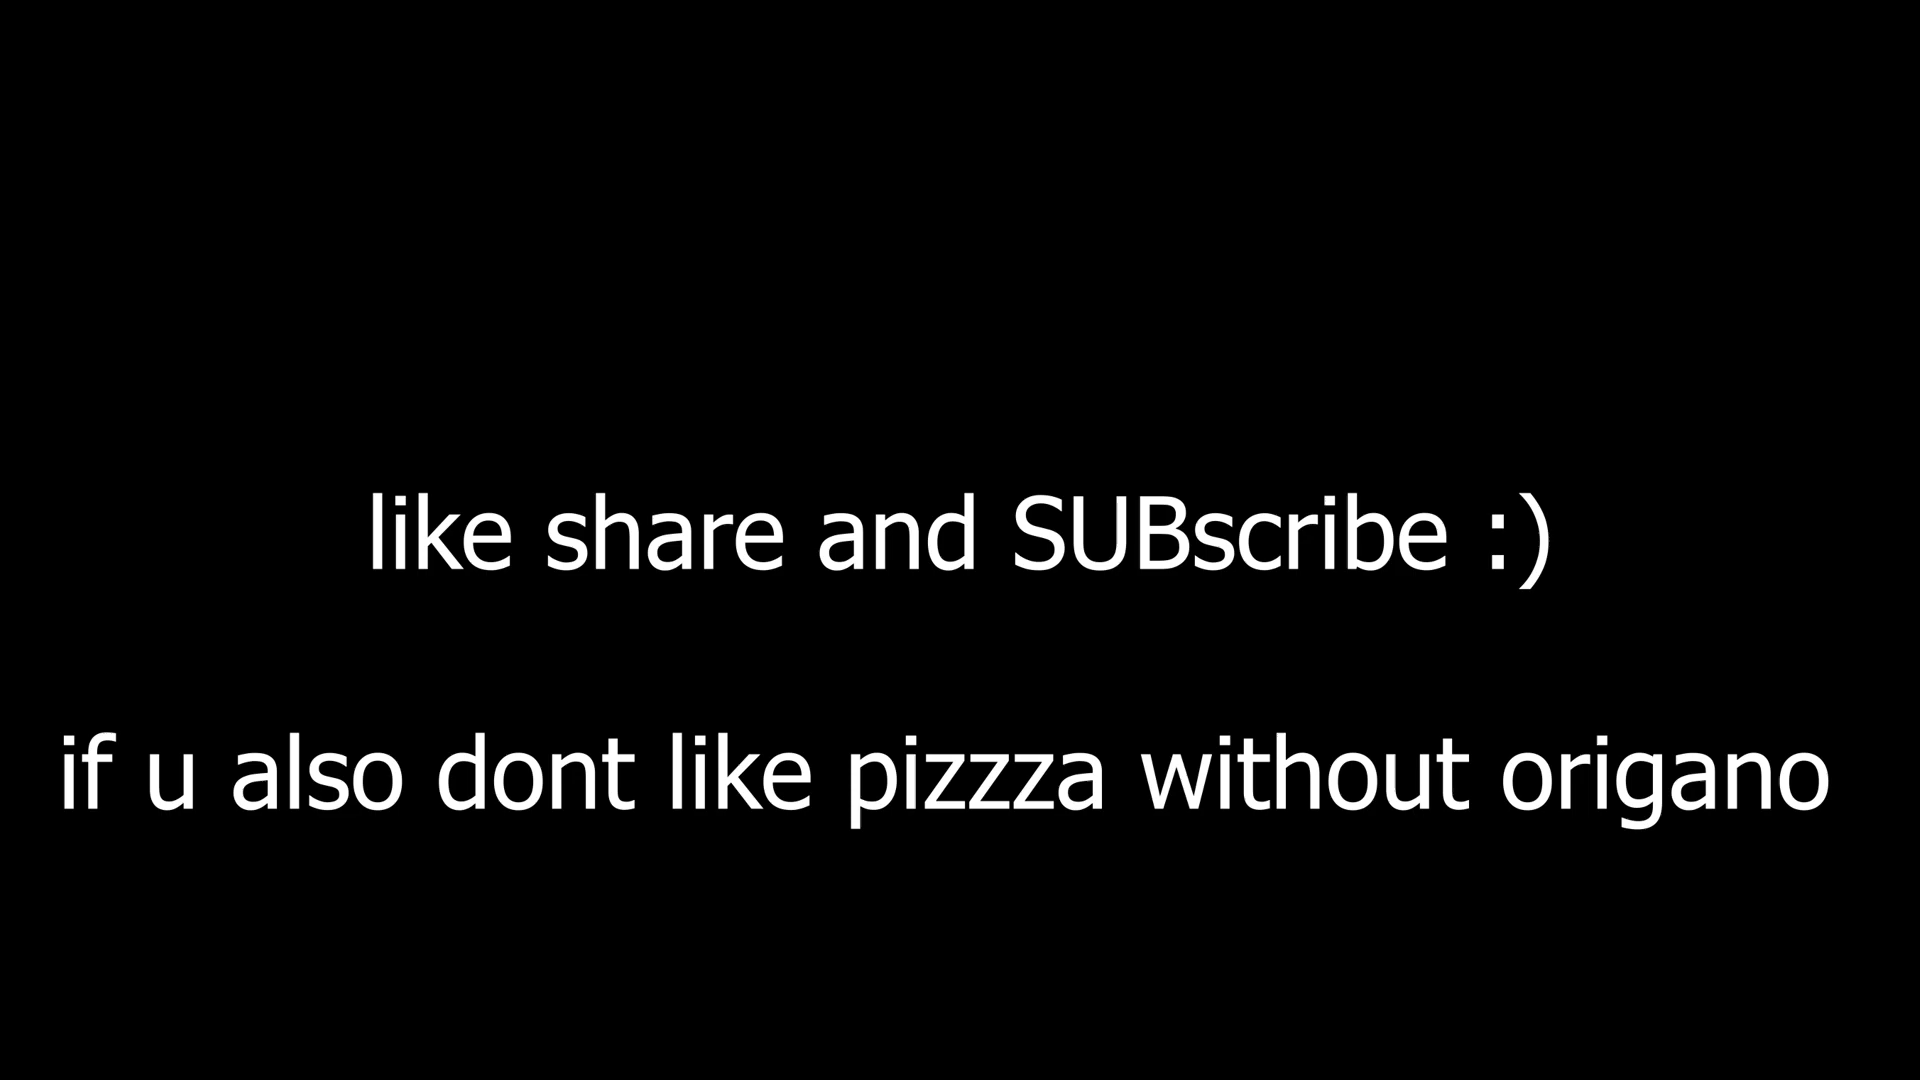 like share and SUBscribe :)
if u also dont like pizzza without origano